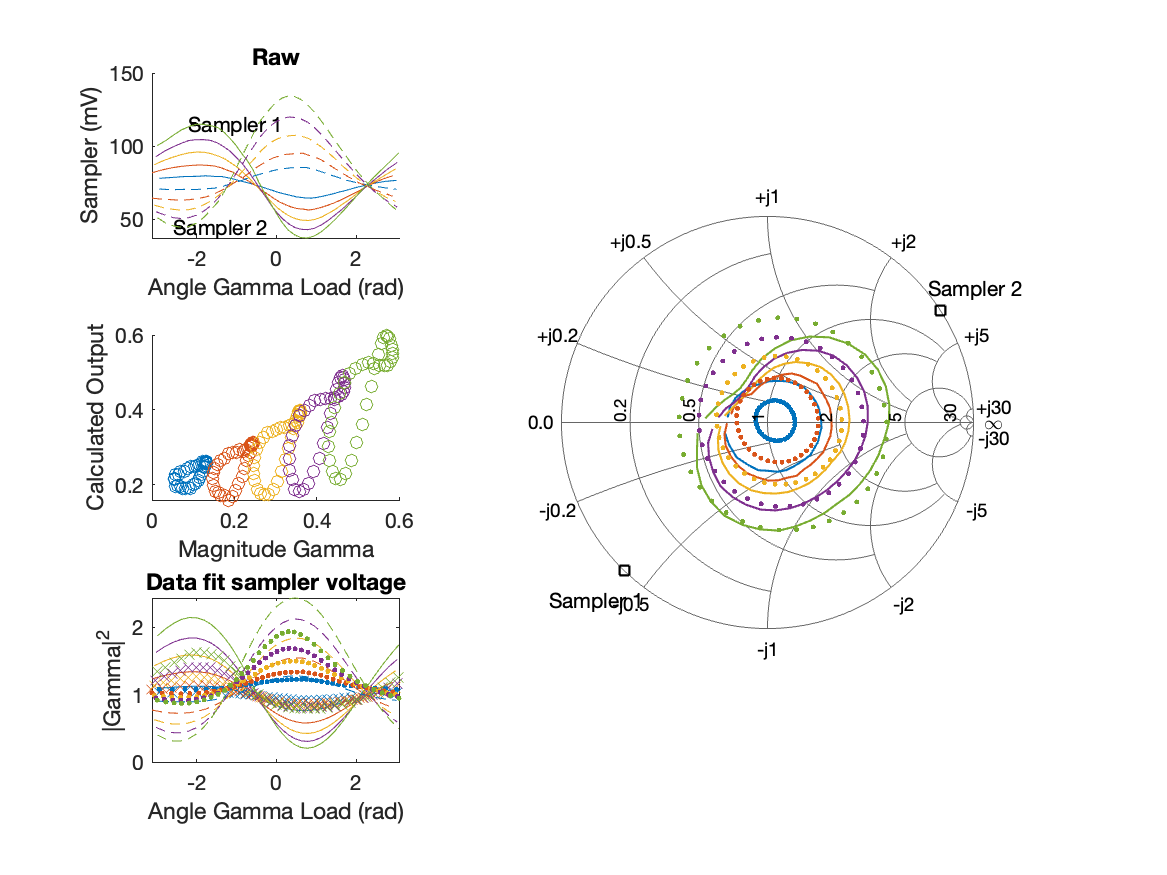 Raw
150
100
50
Sampler (mV)
Sampler 1
Sampler 2
-2
0
2
Angle Gamma Load (rad)
0.6
0.4
0.2
Calculated Output
0
0.2
0.4
0.6
Magnitude Gamma
Data fit sampler voltage
2
1
0
|Gamma|2
-2
0
2
Angle Gamma Load (rad)
+j1
+j0.5
+j2
Sampler 2
+j0.2
+j5
0.0
0.2
0.5
1
2
5
30
+j30
∞
-j30
-j0.2
-j5
Sampler 1
-j0.5
-j2
-j1